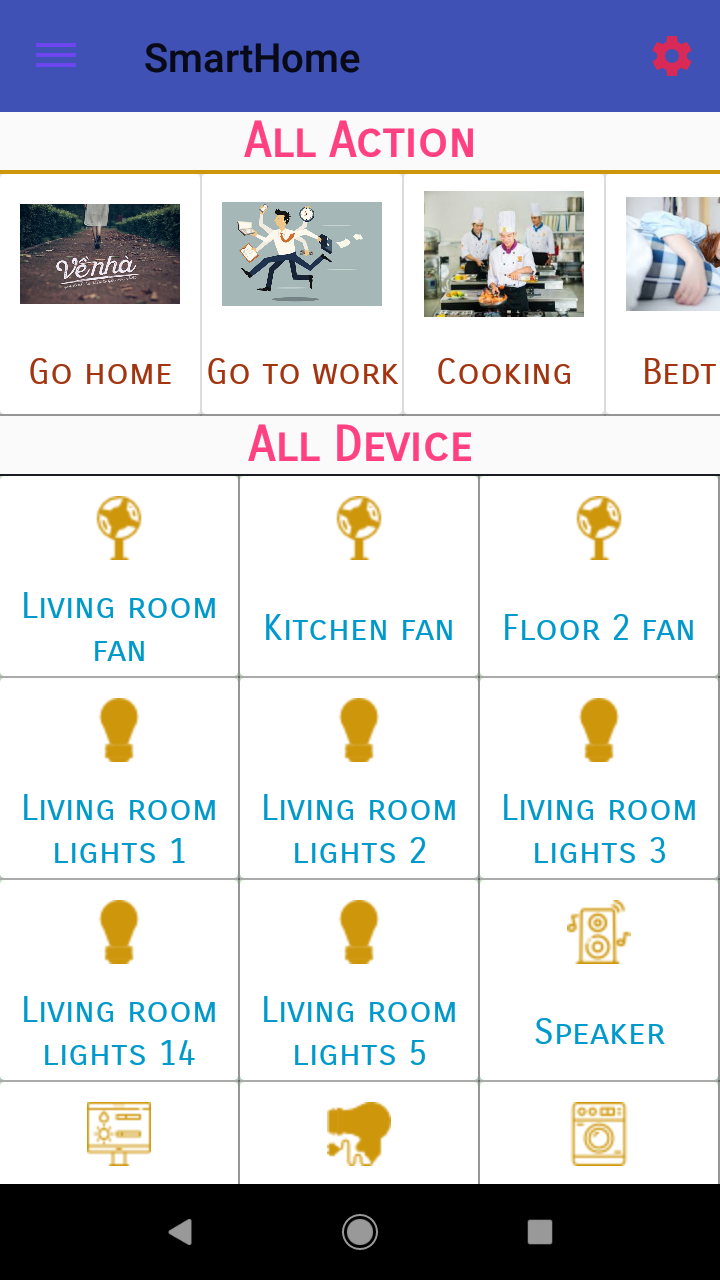 SmartHome
All Action
Về nhà
Go home
Go to work
Cooking
Bedt
All Device
Living room
fan
Kitchen fan
Floor 2 fan
Living room
lights 1
Living room
lights 2
Living room
lights 3
Living room
lights 14
Living room
lights 5
Speaker